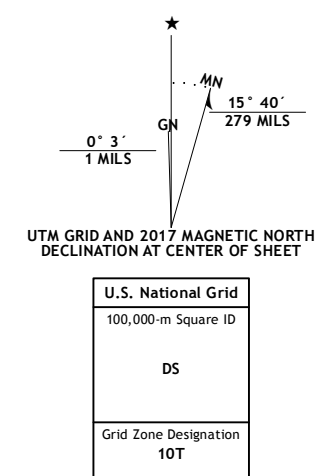 MN
15° 40´
279 MILS
GN
0° 3´
1 MILS
UTM GRID AND 2017 MAGNETIC NORTH
DECLINATION AT CENTER OF SHEET
U.S. National Grid
100,000-m Square ID
DS
Grid Zone Designation
10T